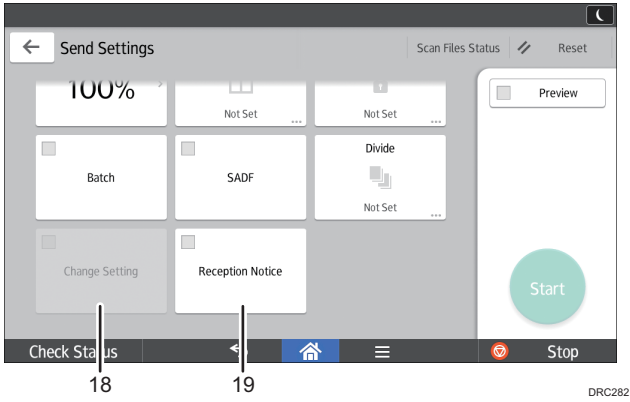 Send Settings
Scan Files Status
Reset
100%
Not Set
Not Set
Preview
Batch
SADF
Divide
Not Set
Change Setting
Reception Notice
Start
Check Status
Stop
18
19
DRC282